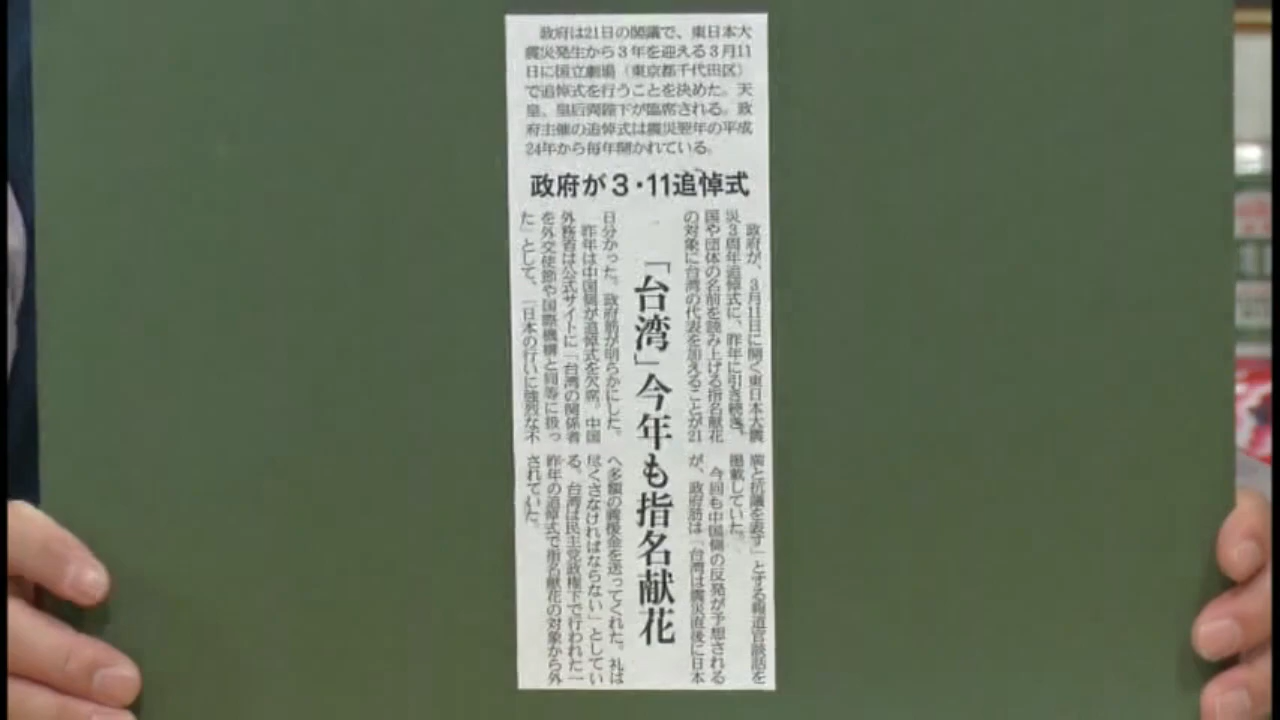 政府は21日の閣議で、東日本大
震災発生から3年を迎える3月11
日に国立劇場(東京都千代田区)
で追悼式を行うことを決めた。天
皇、皇后両陛下が臨席される。政
府主催の追悼式は震災翌年の平成
24年から毎年開かれている。
政府が3・11追悼式
「台湾」今年も指名献花
政府が、3月11日に開く東日本大震
災3周年追悼式に、昨年に引き続き、
国や団体の名前を読み上げる指名献花
の対象に台湾の代表を加えることが21
日分かった。政府筋が明らかにした。
昨年は中国側が追悼式を欠席。中国
外務省は公式サイトに「台湾の関係者
を外交使節や国際機構と同等に扱っ
た」として、「日本の行いに強烈な不
満と抗議を表す」とする報道官談話を
掲載していた。
今回も中国側の反発が予想される
が、政府筋は「台湾は震災直後に日本
へ多額の義援金を送ってくれた。礼は
尽くさなければならない」としてい
る。台湾は民主党政権下で行われた一
昨年の追悼式で指名献花の対象から外
されていた。